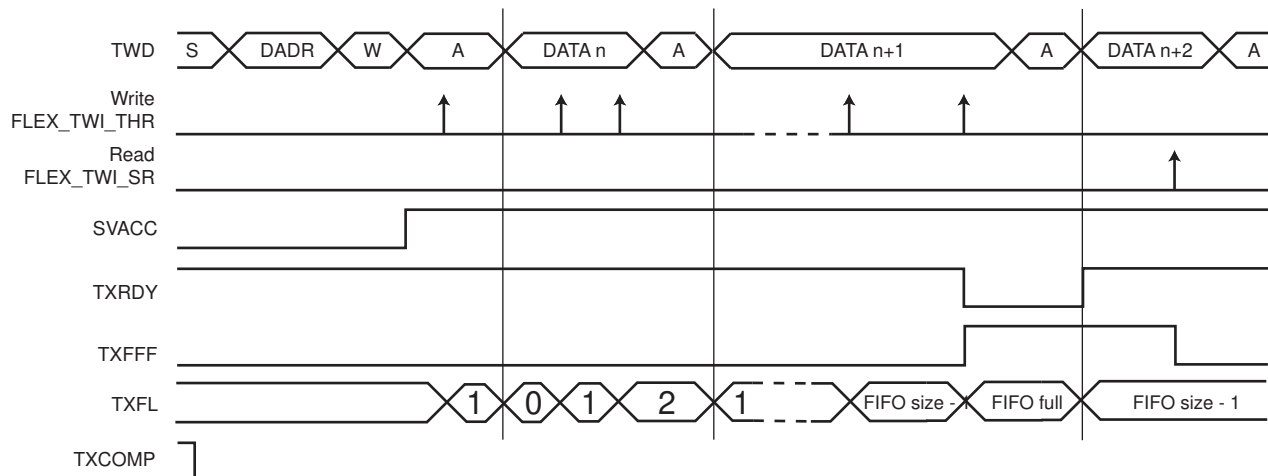 TWD S DADR W A DATA n A DATA n+1 A DATA n+2 A
Write
FLEX_TWI_THR
Read
FLEX_TWI_SR
SVACC
TXRDY
TXFFF
TXFL 1 0 1 2 1 FIFO size - 1 FIFO full FIFO size - 1
TXCOMP